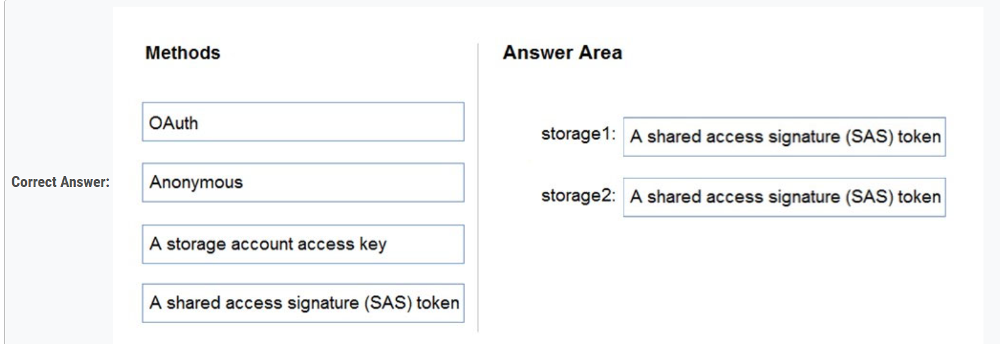 Methods
Answer Area
OAuth
storage1: A shared access signature (SAS) token
Correct Answer:
Anonymous
storage2: A shared access signature (SAS) token
A storage account access key
A shared access signature (SAS) token